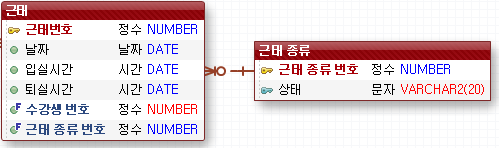 근태
근태번호 정수 NUMBER
날짜 날짜 DATE
입실시간 시간 DATE
퇴실시간 시간 DATE
수강생 번호 정수 NUMBER
근태 종류 번호 정수 NUMBER
근태 종류
근태 종류 번호 정수 NUMBER
상태 문자 VARCHAR2(20)